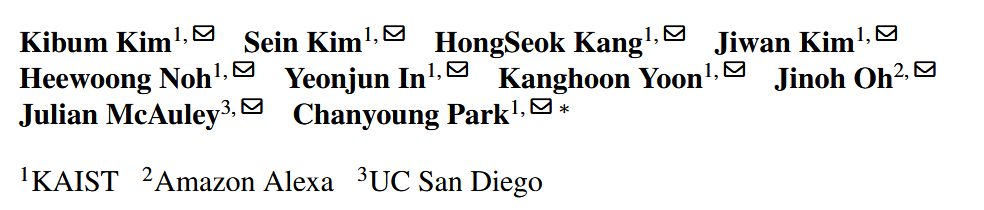 Kibum Kim1,✉ Sein Kim1,✉ HongSeok Kang1,✉ Jiwan Kim1,✉
Heewoong Noh1,✉ Yeonjun In1,✉ Kanghoon Yoon1,✉ Jinoh Oh2,✉
Julian McAuley3,✉ Chanyoung Park1,✉ *
1KAIST 2Amazon Alexa 3UC San Diego